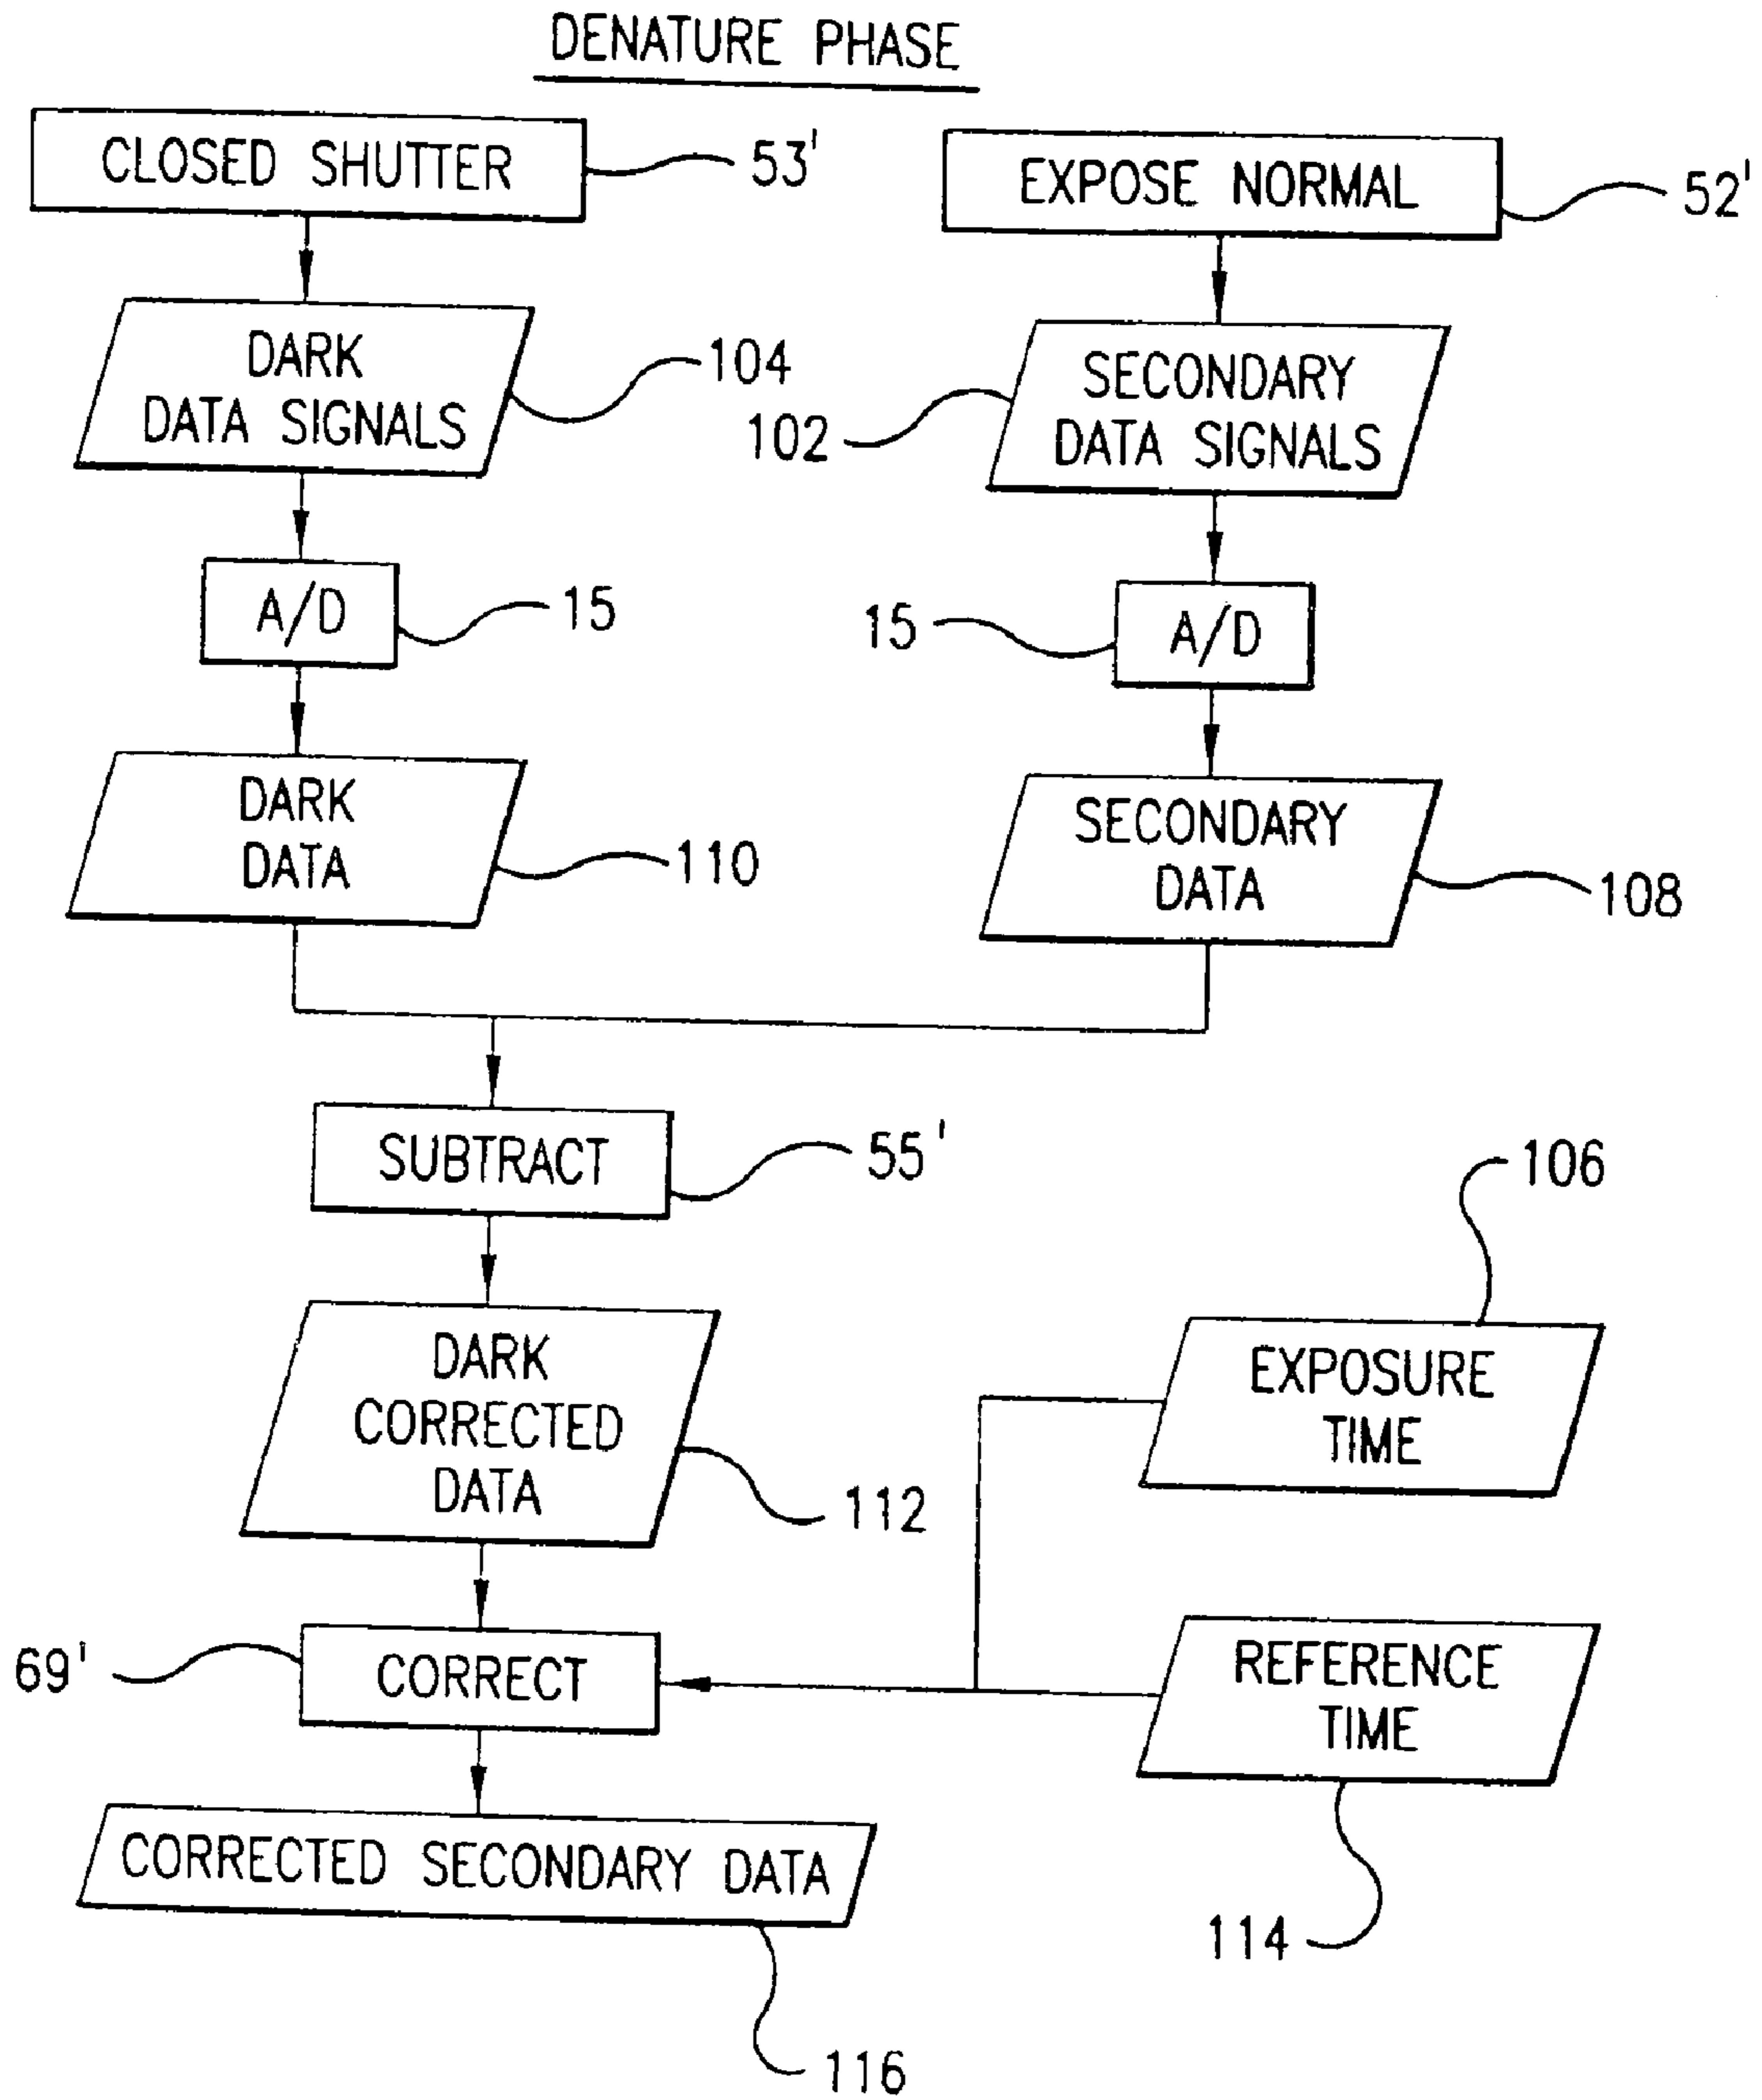 DENATURE PHASE
CLOSED SHUTTER
53'
EXPOSE NORMAL
52'
DARK
DATA SIGNALS
104
102
SECONDARY
DATA SIGNALS
A/D
15
15
A/D
DARK
DATA
110
SECONDARY
DATA
108
SUBTRACT
55'
106
DARK
CORRECTED
DATA
112
EXPOSURE
TIME
69'
CORRECT
REFERENCE
TIME
CORRECTED SECONDARY DATA
114
116